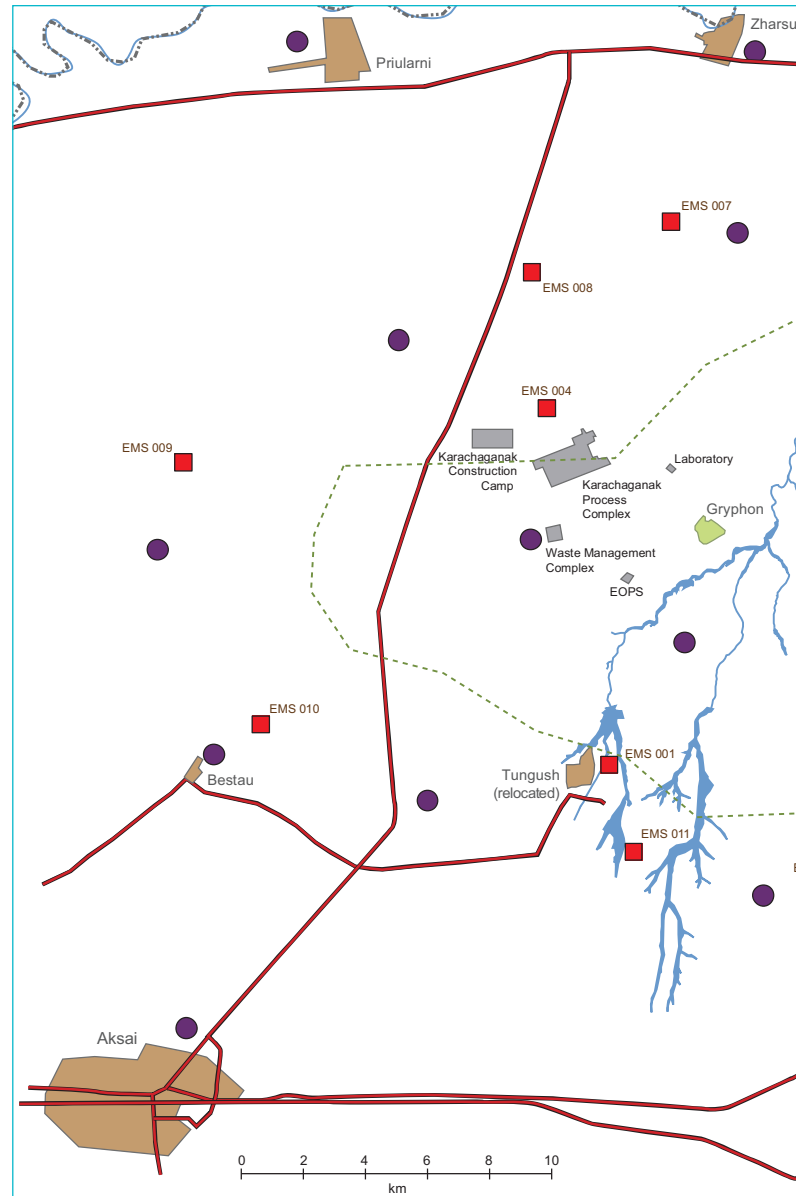 Zharsu
Priularni
EMS 007
EMS 008
EMS 004
EMS 009
Karachaganak
Construction
Camp
Laboratory
Karachaganak
Process
Complex
Gryphon
Waste Management
Complex
EOPS
EMS 010
Bestau
EMS 001
Tungush
(relocated)
EMS 011
E
Aksai
0 2 4 6 8 10
km